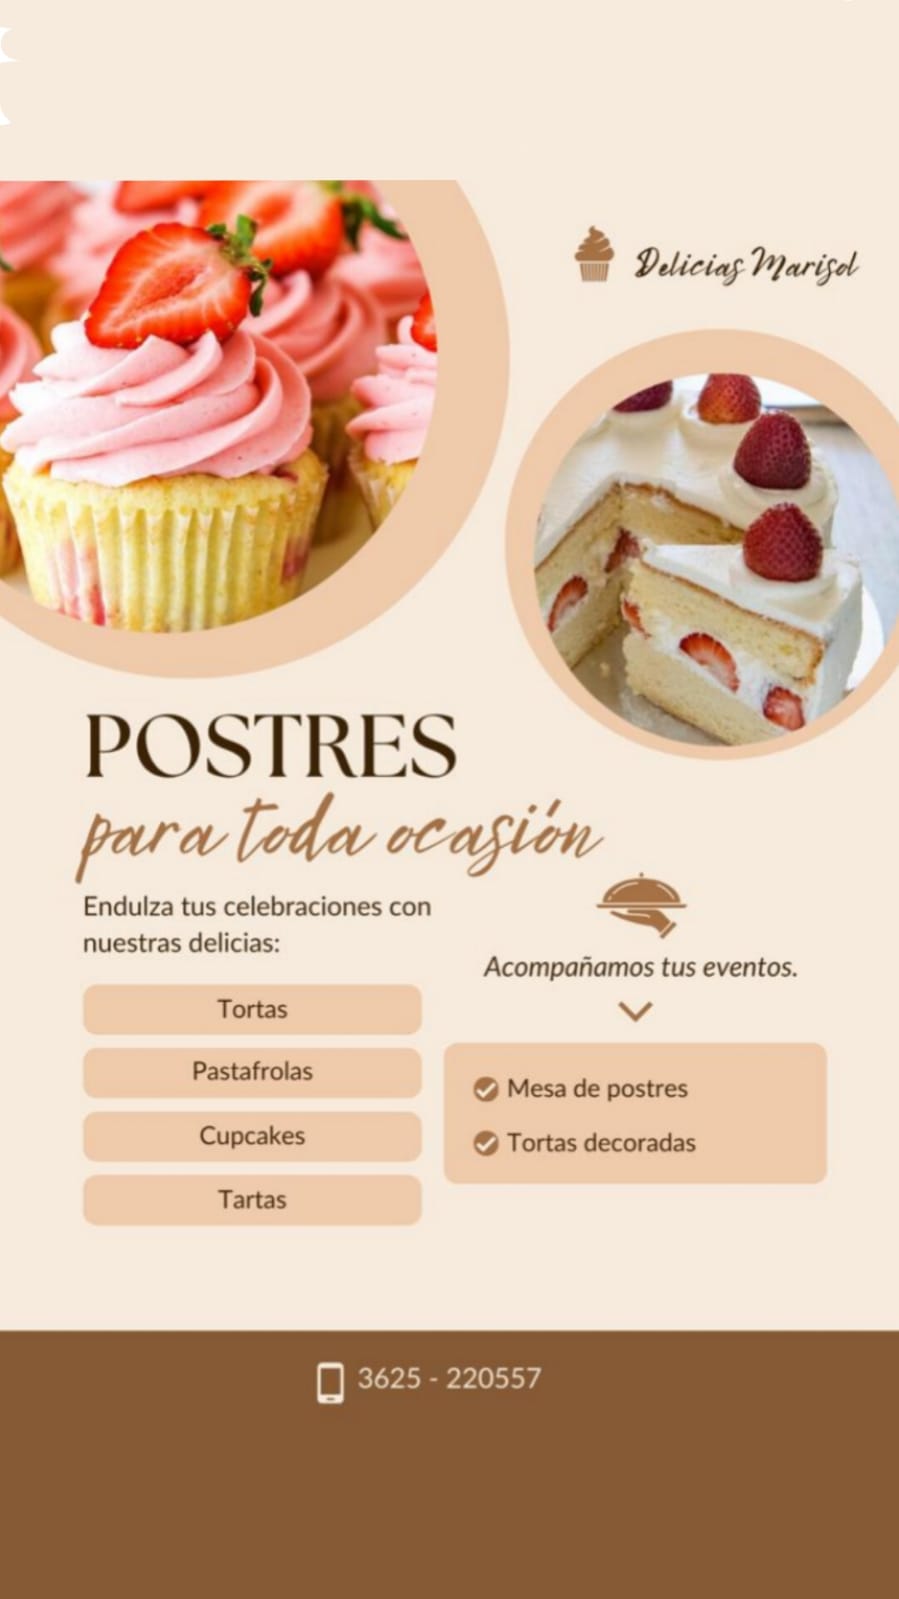 Delicias Marisol
POSTRES
para toda ocasión
Endulza tus celebraciones con
nuestras delicias:
Tortas
Pastafrolas
Cupcakes
Tartas
Acompañamos tus eventos.
Mesa de postres
Tortas decoradas
3625 - 220557